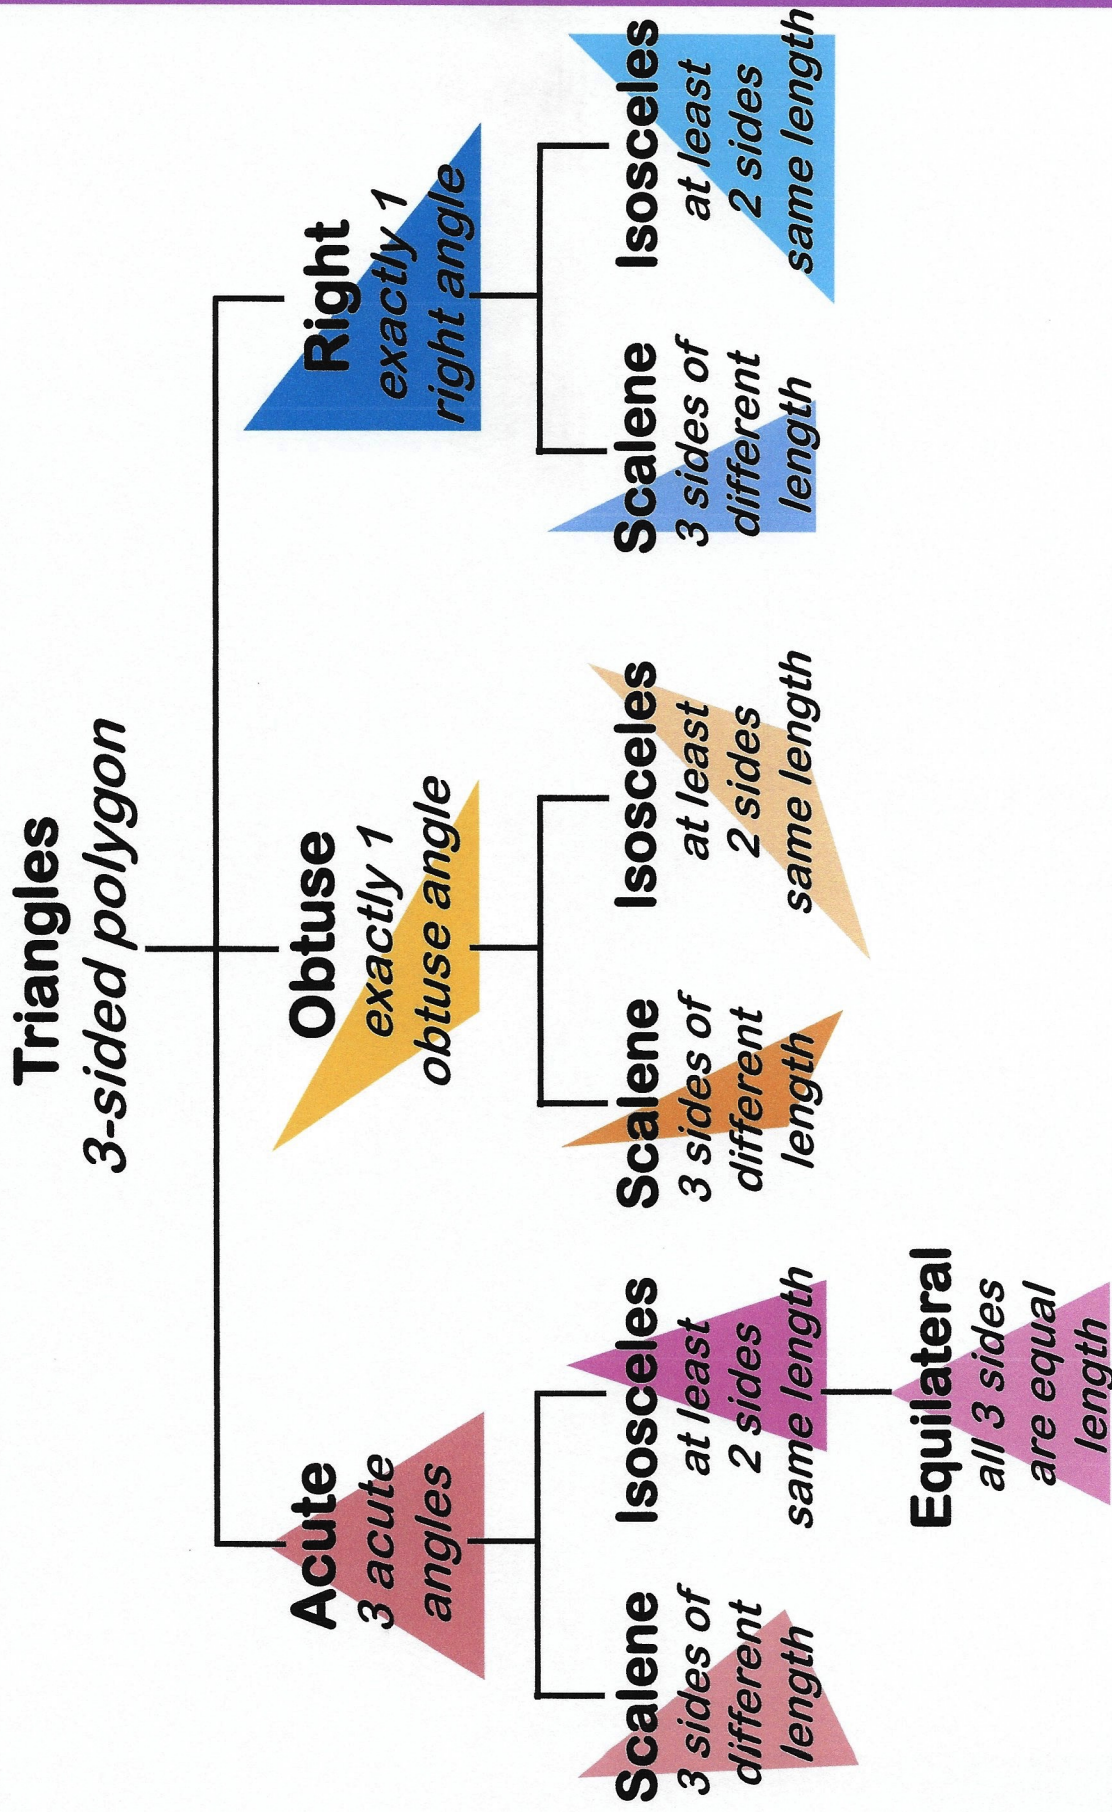 Triangles
3-sided polygon
Acute
3 acute
angles
Obtuse
exactly 1
obtuse angle
Right
exactly 1
right angle
Scalene
3 sides of
different
length
Isosceles
at least
2 sides
same length
Scalene
3 sides of
different
length
Isosceles
at least
2 sides
same length
Scalene
3 sides of
different
length
Isosceles
at least
2 sides
same length
Equilateral
all 3 sides
are equal
length